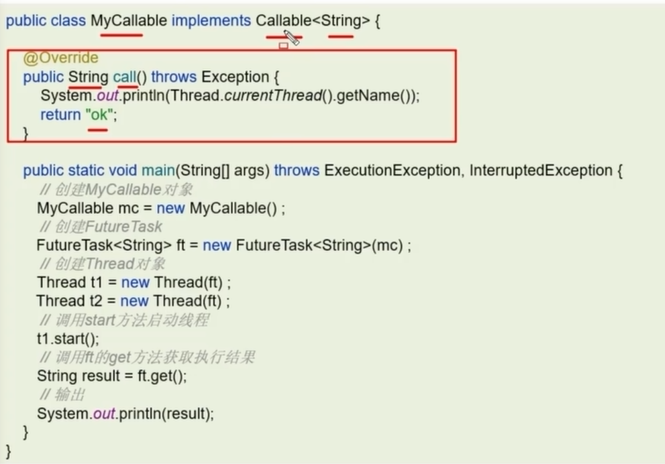 public class MyCallable implements Callable<String> {
@Override
public String call() throws Exception {
System.out.println(Thread.currentThread().getName());
return "ok";
}
public static void main(String[] args) throws ExecutionException, InterruptedException {
// 创建MyCallable对象
MyCallable mc = new MyCallable() ;
// 创建FutureTask
FutureTask<String> ft = new FutureTask<String>(mc) ;
// 创建Thread对象
Thread t1 = new Thread(ft) ;
Thread t2 = new Thread(ft) ;
// 调用start方法启动线程
t1.start();
// 调用ft的get方法获取执行结果
String result = ft.get();
// 输出
System.out.println(result);
}
}